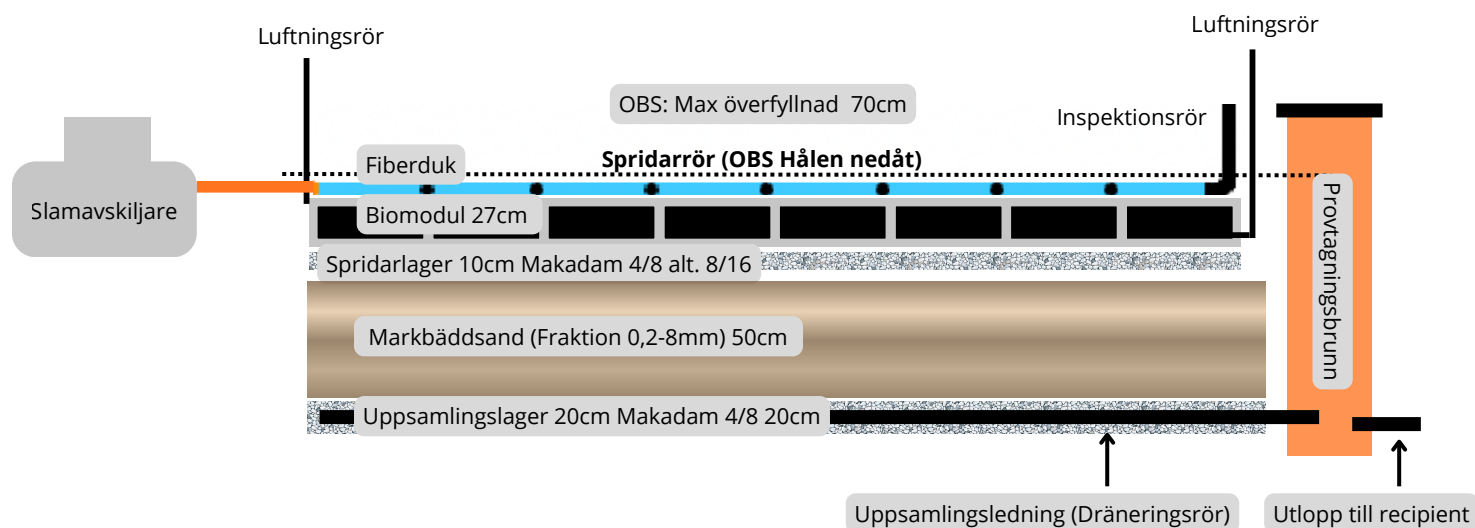 Luftningsrör
Luftningsrör
OBS: Max överfyllnad 70cm
Inspektionsrör
Fiberduk
Spridarrör (OBS Hålen nedåt)
Slamavskiljare
Biomodul 27cm
Spridarlager 10cm Makadam 4/8 alt. 8/16
Provtagningsbrunn
Markbäddsand (Fraktion 0,2-8mm) 50cm
Uppsamlingslager 20cm Makadam 4/8 20cm
Uppsamlingsledning (Dräneringsrör)
Utlopp till recipient